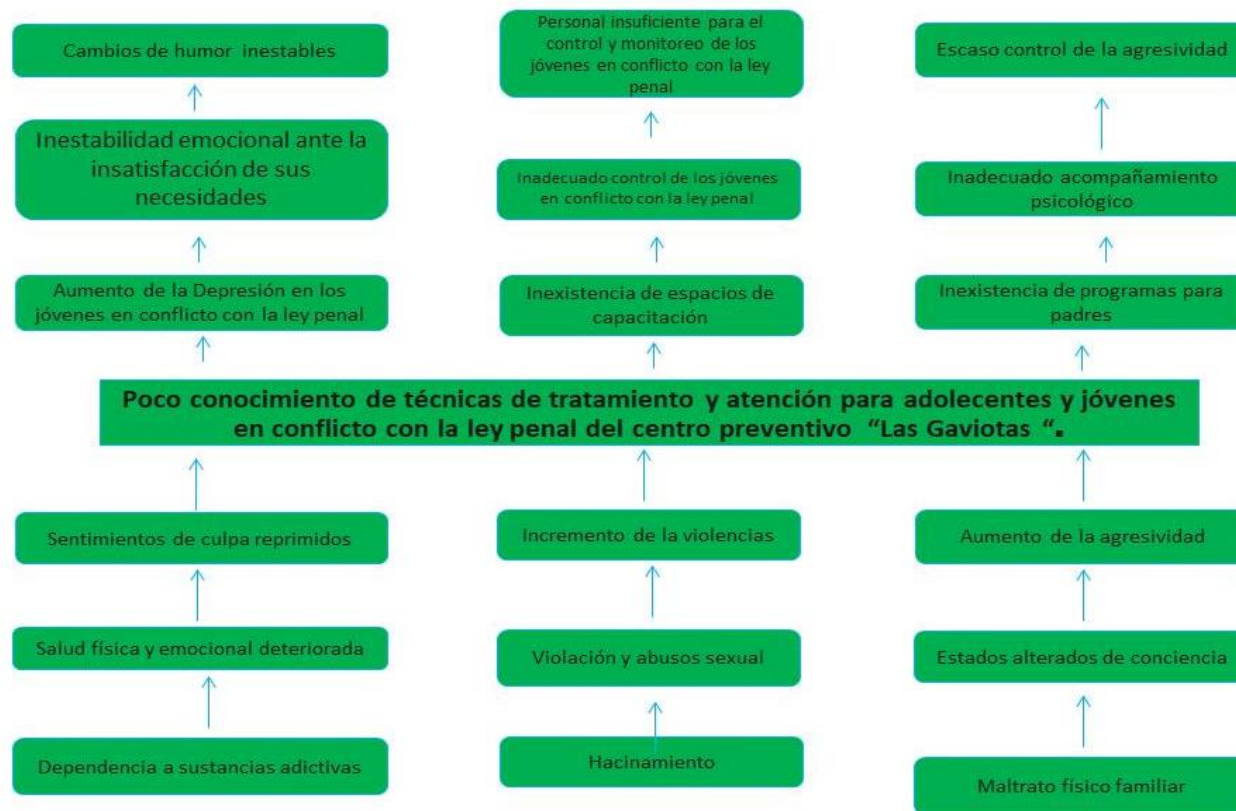 Cambios de humor inestables
Personal insuficiente para el
control y monitoreo de los
jóvenes en conflicto con la ley
penal
Escaso control de la agresividad
Inestabilidad emocional ante la
insatisfacción de sus
necesidades
Inadecuado control de los jóvenes
en conflicto con la ley penal
Inadecuado acompañamiento
psicológico
Aumento de la Depresión en los
jóvenes en conflicto con la ley penal
Inexistencia de espacios de
capacitación
Inexistencia de programas para
padres
Poco conocimiento de técnicas de tratamiento y atención para adolecentes y jóvenes
en conflicto con la ley penal del centro preventivo “Las Gaviotas “.
Sentimientos de culpa reprimidos
Incremento de la violencias
Aumento de la agresividad
Salud física y emocional deteriorada
Violación y abusos sexual
Estados alterados de conciencia
Dependencia a sustancias adictivas
Hacinamiento
Maltrato físico familiar